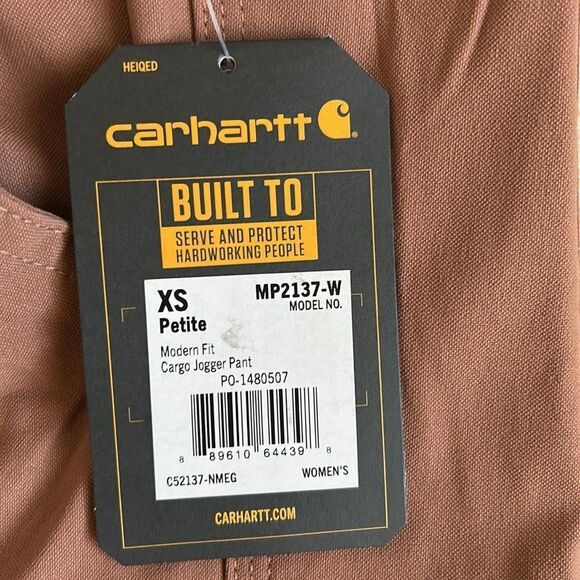 HEIQED
carhartt
BUILT TO
SERVE AND PROTECT
HARDWORKING PEOPLE
XS MP2137-W
Petite MODEL NO.
Modern Fit
Cargo Jogger Pant
PO-1480507
8 89610 64439 8
C52137-NMEG WOMEN'S
CARHARTT.COM